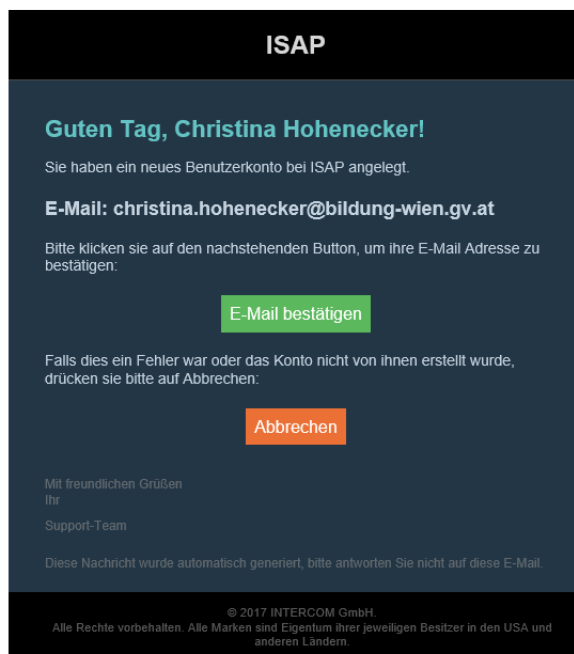 ISAP
Guten Tag, Christina Hohenecker!
Sie haben ein neues Benutzerkonto bei ISAP angelegt.
E-Mail: christina.hohenecker@bildung-wien.gv.at
Bitte klicken sie auf den nachstehenden Button, um ihre E-Mail Adresse zu
bestätigen:
E-Mail bestätigen
Falls dies ein Fehler war oder das Konto nicht von ihnen erstellt wurde,
drücken sie bitte auf Abbrechen:
Abbrechen
Mit freundlichen Grüßen
Ihr
Support-Team
Diese Nachricht wurde automatisch generiert, bitte antworten Sie nicht auf diese E-Mail.
© 2017 INTERCOM GmbH.
Alle Rechte vorbehalten. Alle Marken sind Eigentum ihrer jeweiligen Besitzer in den USA und
anderen Ländern.